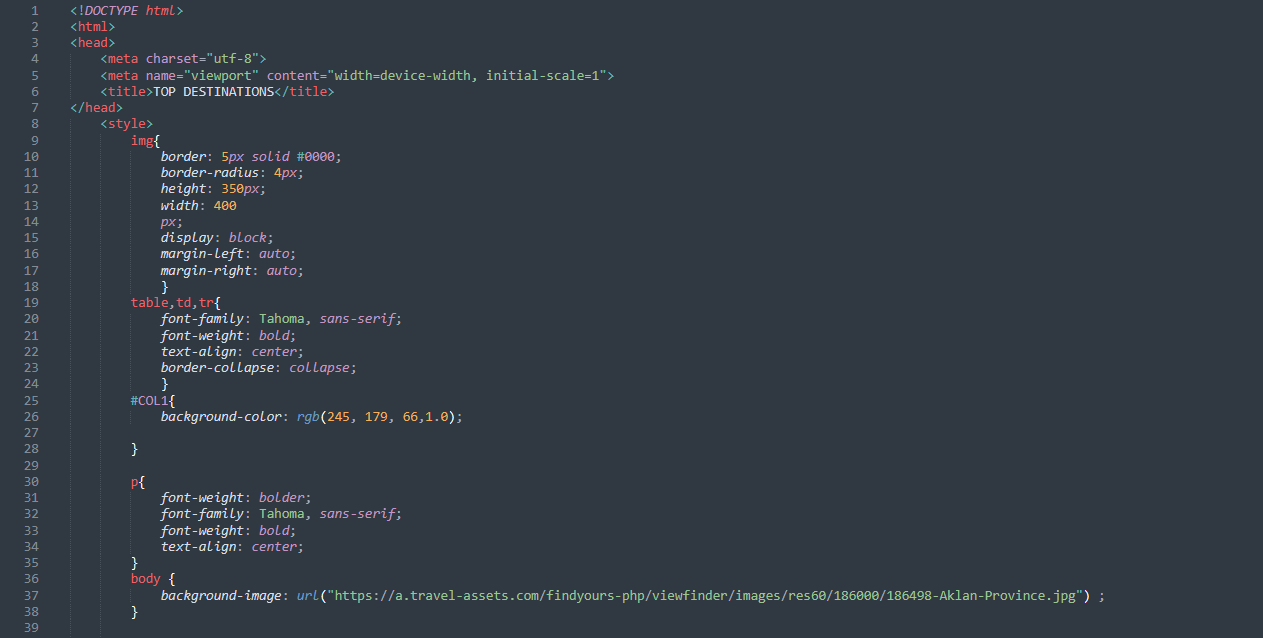 1 <!DOCTYPE html>
2 <html>
3 <head>
4 <meta charset="utf-8">
5 <meta name="viewport" content="width=device-width, initial-scale=1">
6 <title>TOP DESTINATIONS</title>
7 </head>
8 <style>
9 img{
10 border: 5px solid #0000;
11 border-radius: 4px;
12 height: 350px;
13 width: 400
14 px;
15 display: block;
16 margin-left: auto;
17 margin-right: auto;
18 }
19 table,td,tr{
20 font-family: Tahoma, sans-serif;
21 font-weight: bold;
22 text-align: center;
23 border-collapse: collapse;
24 }
25 #COL1{
26 background-color: rgb(245, 179, 66,1.0);
27
28 }
29
30 p{
31 font-weight: bolder;
32 font-family: Tahoma, sans-serif;
33 font-weight: bold;
34 text-align: center;
35 }
36 body {
37 background-image: url("https://a.travel-assets.com/findyours-php/viewfinder/images/res60/186000/186498-Aklan-Province.jpg") ;
38 }
39